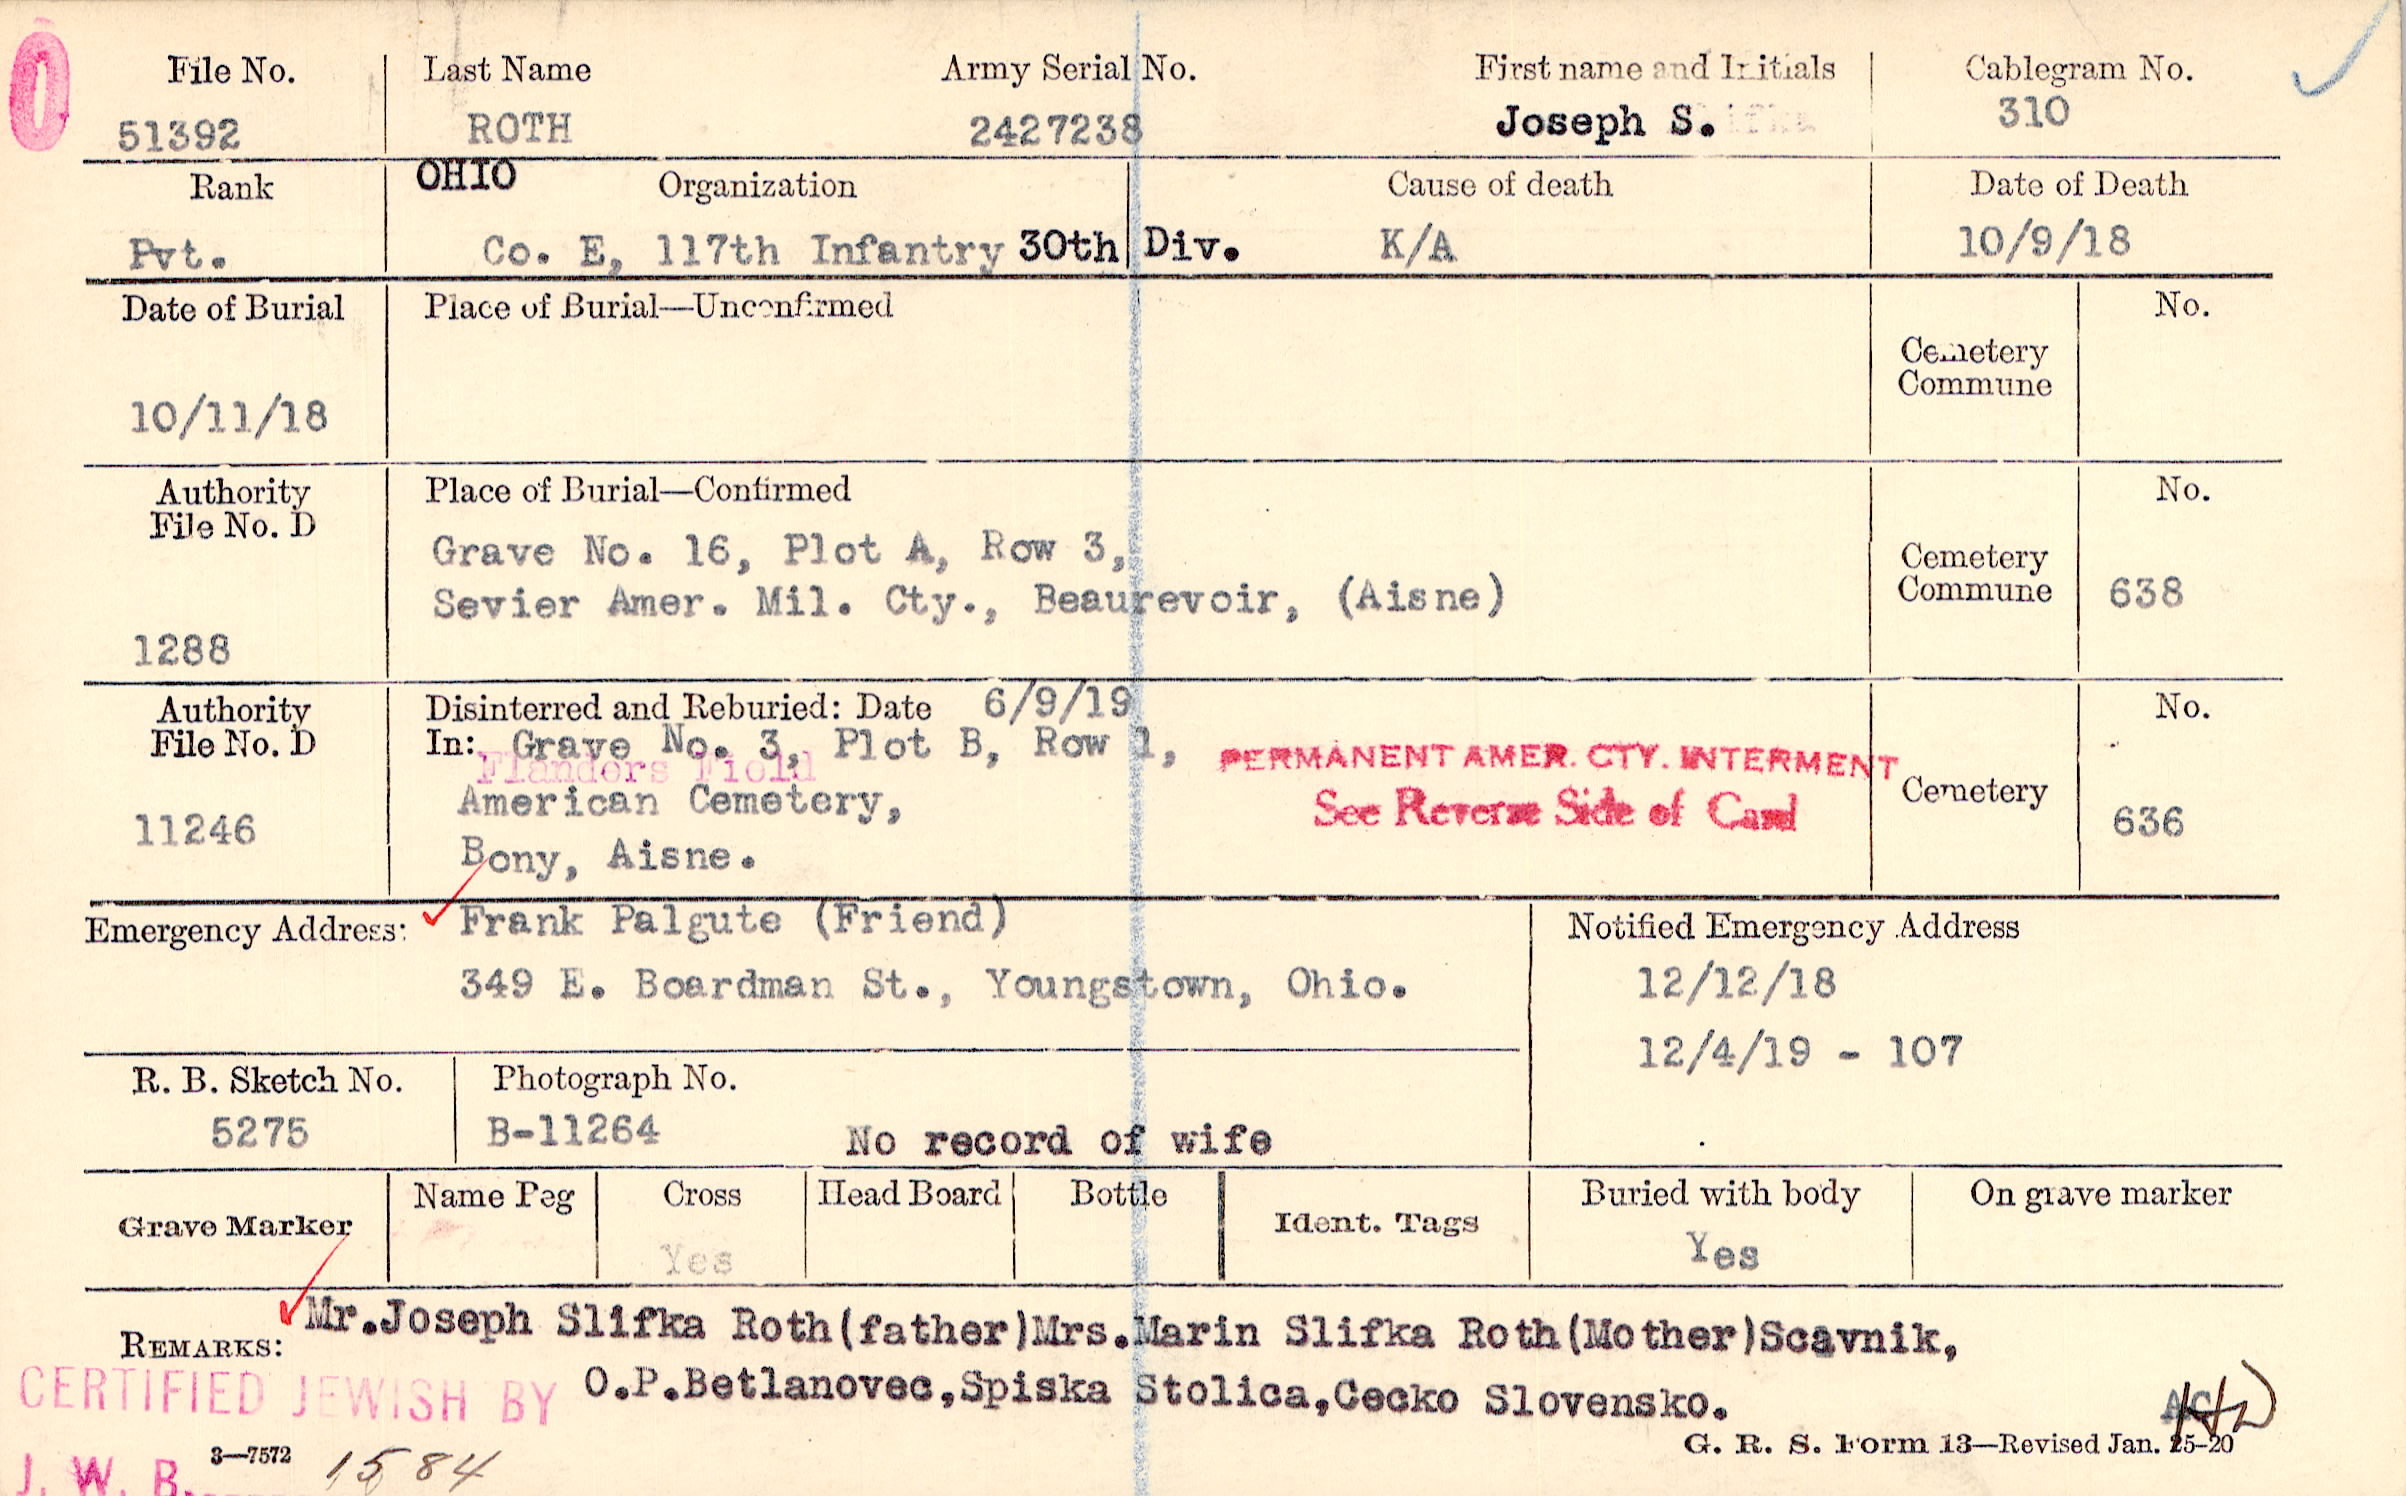 0
File No. Last Name Army Serial No. First name and Initials Cablegram No.
51392 ROTH 2427238 Joseph S. 310
Rank OHIO Organization Cause of death Date of Death
Pvt. Co. E, 117th Infantry 30th Div. K/A 10/9/18
Date of Burial Place of Burial—Unconfirmed No.
Cemetery
Commune
10/11/18
Authority Place of Burial—Confirmed No.
File No. D
Grave No. 16, Plot A, Row 3,
Cemetery
Sevier Amer. Mil. Cty., Beaurevoir, (Aisne) Commune 638
1288
Authority Disinterred and Reburied: Date 6/9/19 No.
File No. D In: Grave No. 3, Plot B, Row 1,
Flanders Field PERMANENT AMER. CTY. INTERMENT
American Cemetery, See Reverse Side of Card Cemetery
11246 636
Bony, Aisne.
Emergency Address: Frank Palgute (Friend) Notified Emergency Address
349 E. Boardman St., Youngstown, Ohio. 12/12/18
12/4/19 - 107
R. B. Sketch No. Photograph No.
5275 B-11264 No record of wife
Grave Marker Name Peg Cross Head Board Bottle Ident. Tags Buried with body On grave marker
Yes Yes
REMARKS: Mr.Joseph Slifka Roth(father)Mrs.Marin Slifka Roth(Mother)Scavnik,
CERTIFIED JEWISH BY O.P.Betlanovec,Spiska Stolica,Cecko Slovensko.
J. W. B. 3—7572 1584 G. R. S. Form 13—Revised Jan. 25-20